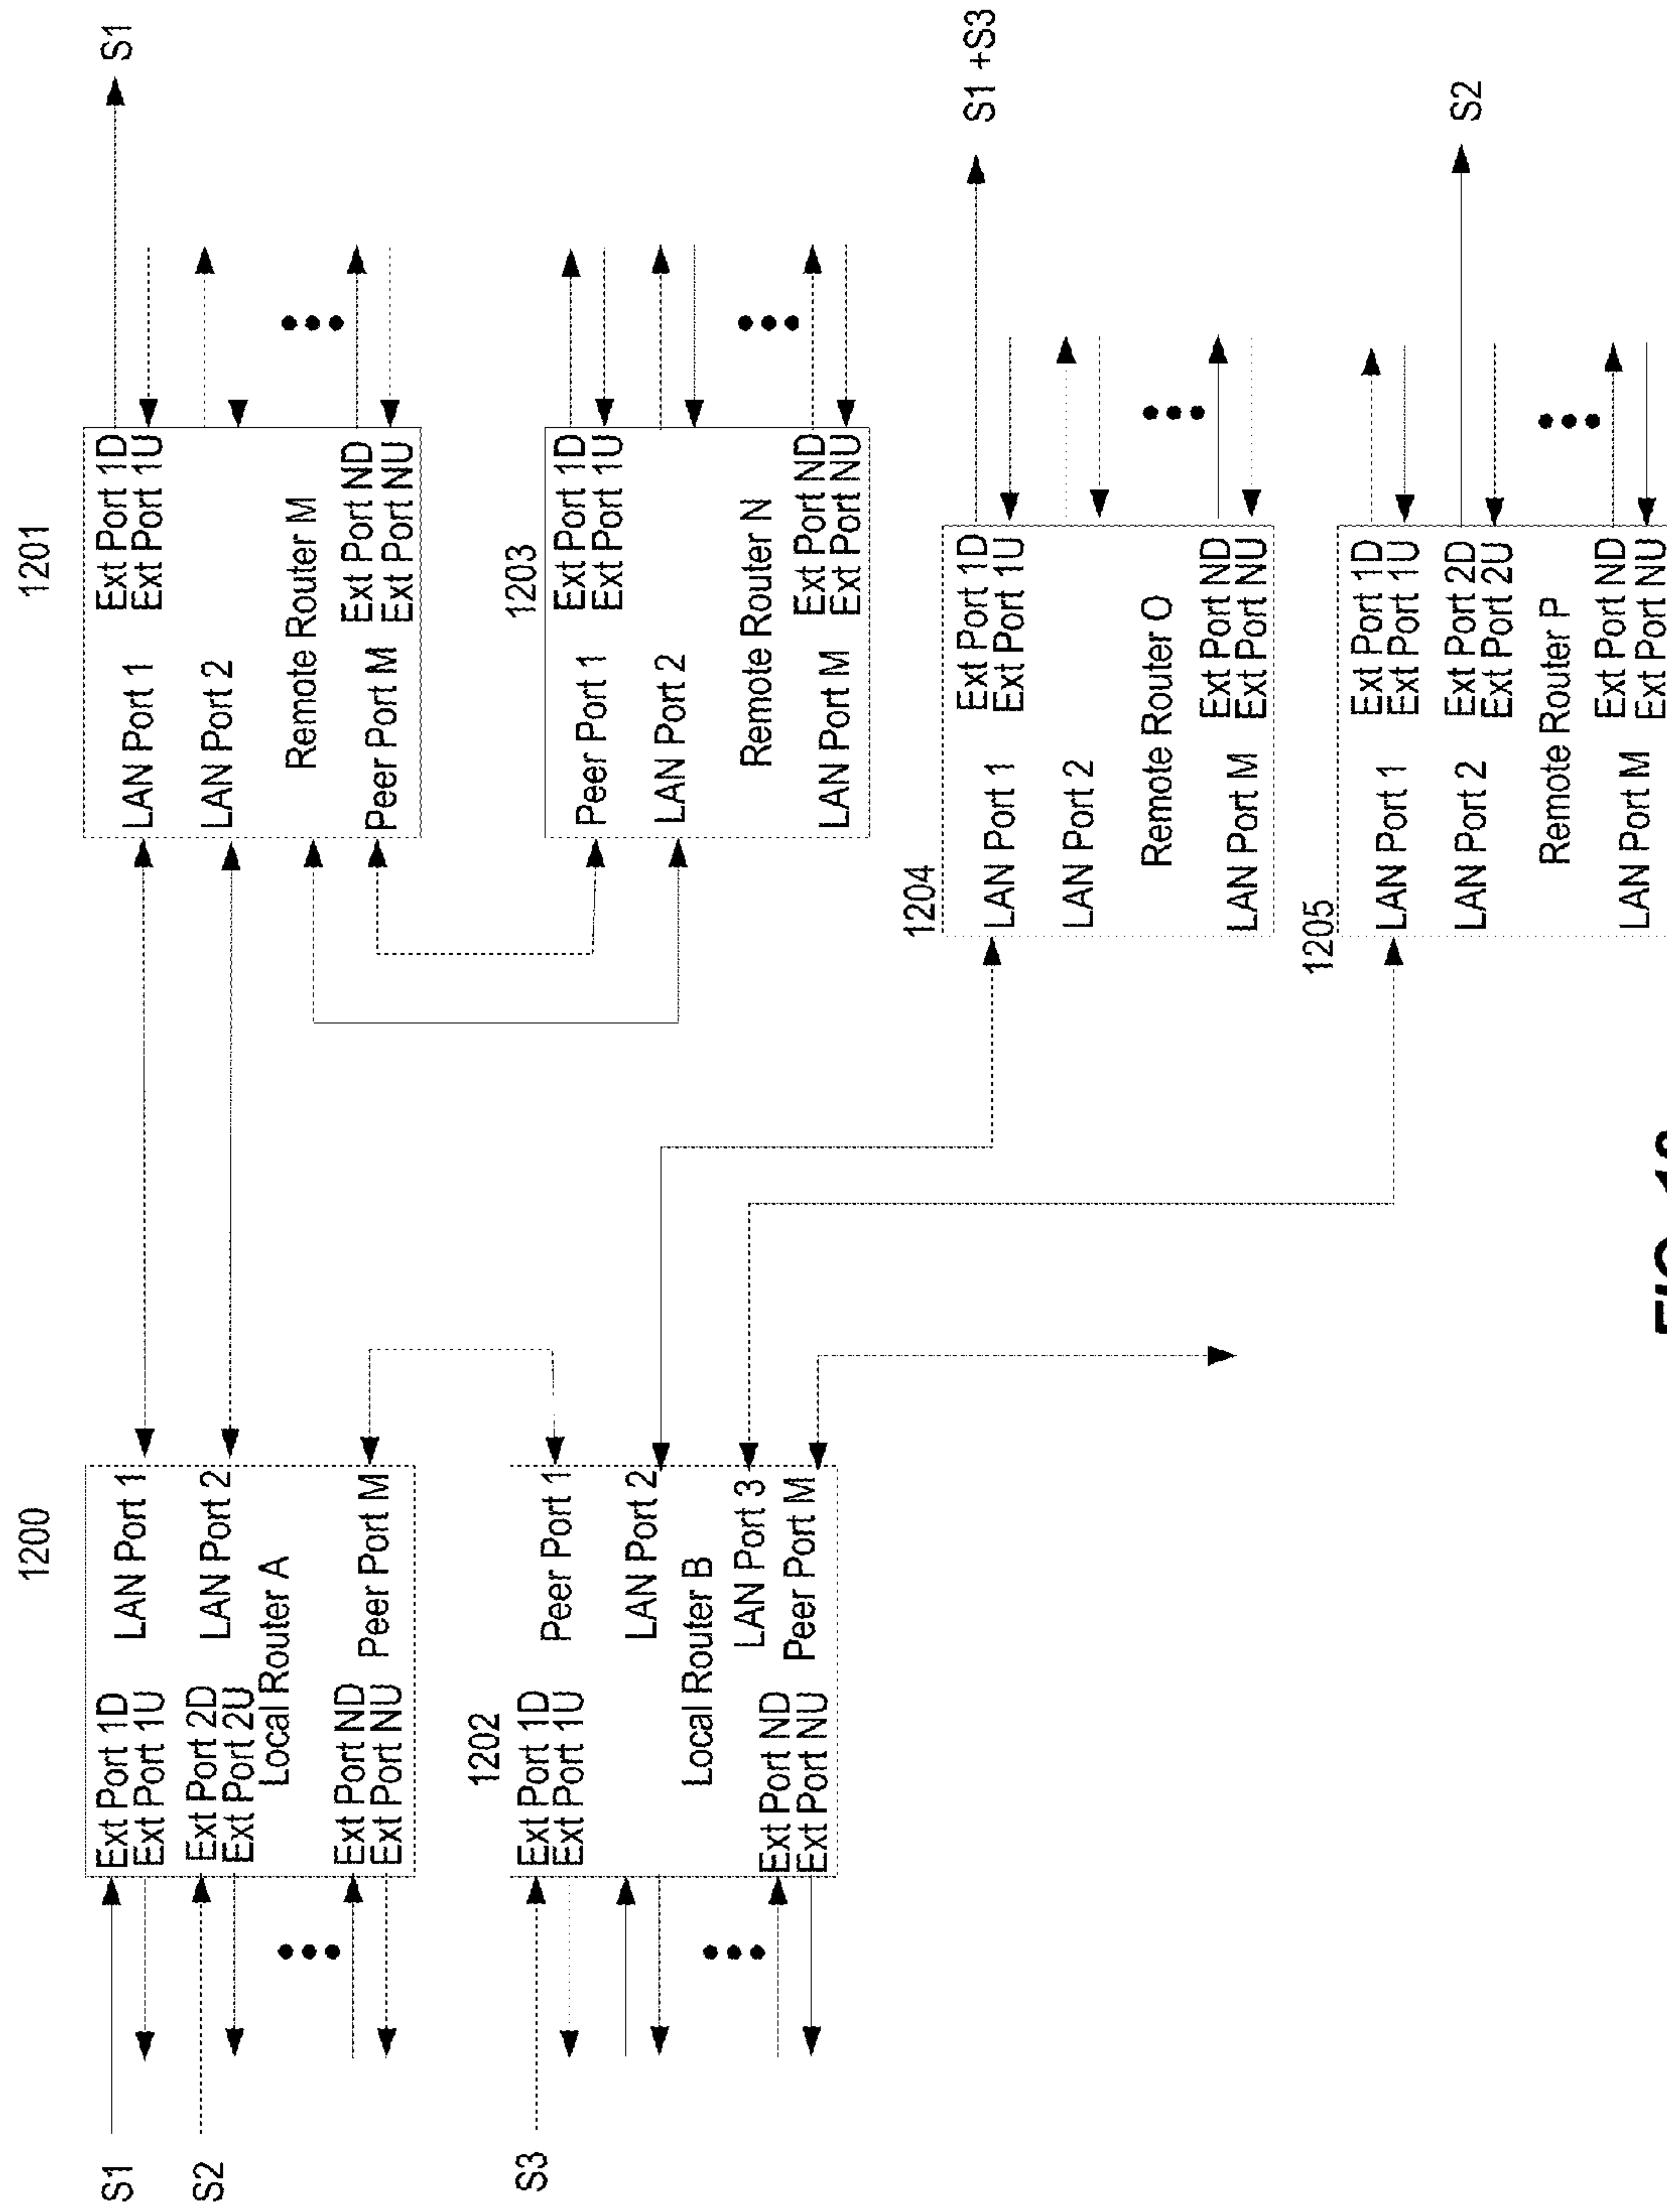 1200
S1
S2
Ext Port 1D
Ext Port 1U
Ext Port 2D
Ext Port 2U
Ext Port ND
Ext Port NU
Local Router A
LAN Port 1
LAN Port 2
Peer Port M
•••
1202
S3
Ext Port 1D
Ext Port 1U
Ext Port ND
Ext Port NU
Local Router B
Peer Port 1
LAN Port 2
LAN Port 3
Peer Port M
•••
1201
LAN Port 1
LAN Port 2
Remote Router M
Peer Port M
Ext Port 1D
Ext Port 1U
Ext Port ND
Ext Port NU
•••
S1
1203
Peer Port 1
LAN Port 2
Remote Router N
LAN Port M
Ext Port 1D
Ext Port 1U
Ext Port ND
Ext Port NU
•••
1204
LAN Port 1
LAN Port 2
Remote Router O
LAN Port M
Ext Port 1D
Ext Port 1U
Ext Port ND
Ext Port NU
•••
S1 +S3
1205
LAN Port 1
LAN Port 2
Remote Router P
LAN Port M
Ext Port 1D
Ext Port 1U
Ext Port 2D
Ext Port 2U
Ext Port ND
Ext Port NU
•••
S2
FIG.